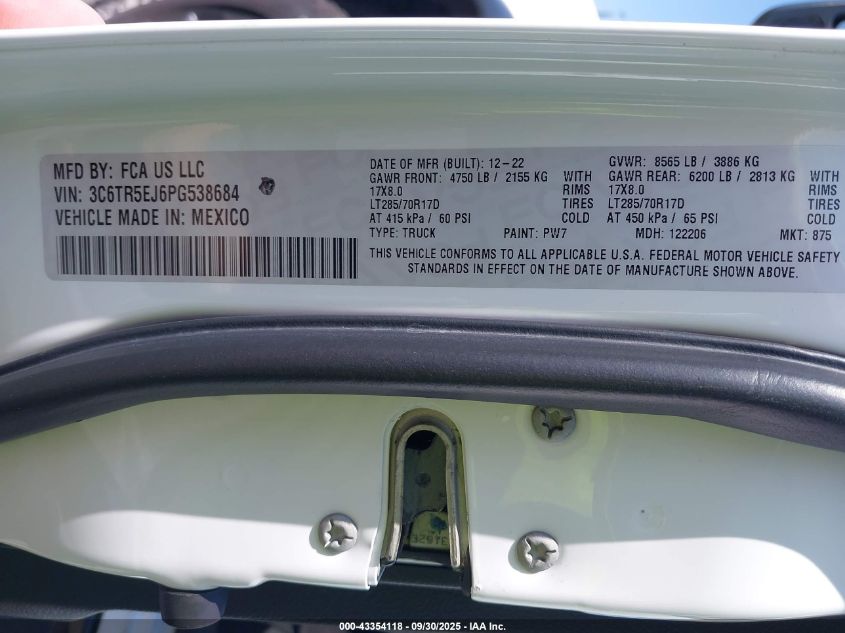 MFD BY: FCA US LLC
VIN: 3C6TR5EJ6PG538684
VEHICLE MADE IN: MEXICO
DATE OF MFR (BUILT): 12-22
GAWR FRONT: 4750 LB / 2155 KG WITH
17X8.0 RIMS
LT285/70R17D TIRES
AT 415 kPa / 60 PSI COLD
GVWR: 8565 LB / 3886 KG
GAWR REAR: 6200 LB / 2813 KG WITH
17X8.0 RIMS
LT285/70R17D TIRES
AT 450 kPa / 65 PSI COLD
TYPE: TRUCK PAINT: PW7 MDH: 122206 MKT: 875
THIS VEHICLE CONFORMS TO ALL APPLICABLE U.S.A. FEDERAL MOTOR VEHICLE SAFETY
STANDARDS IN EFFECT ON THE DATE OF MANUFACTURE SHOWN ABOVE.
000-43354118 - 09/30/2025 - IAA Inc.